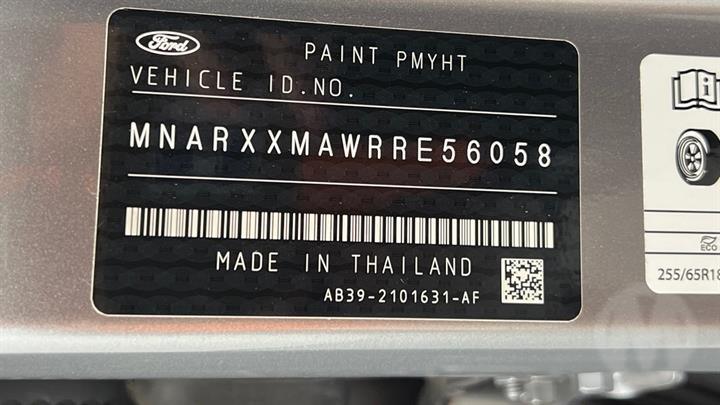 Ford
PAINT PMYHT
VEHICLE ID.NO.
MNARXXMAWRRE56058
MADE IN THAILAND
AB39-2101631-AF
i
ECO
255/65R18